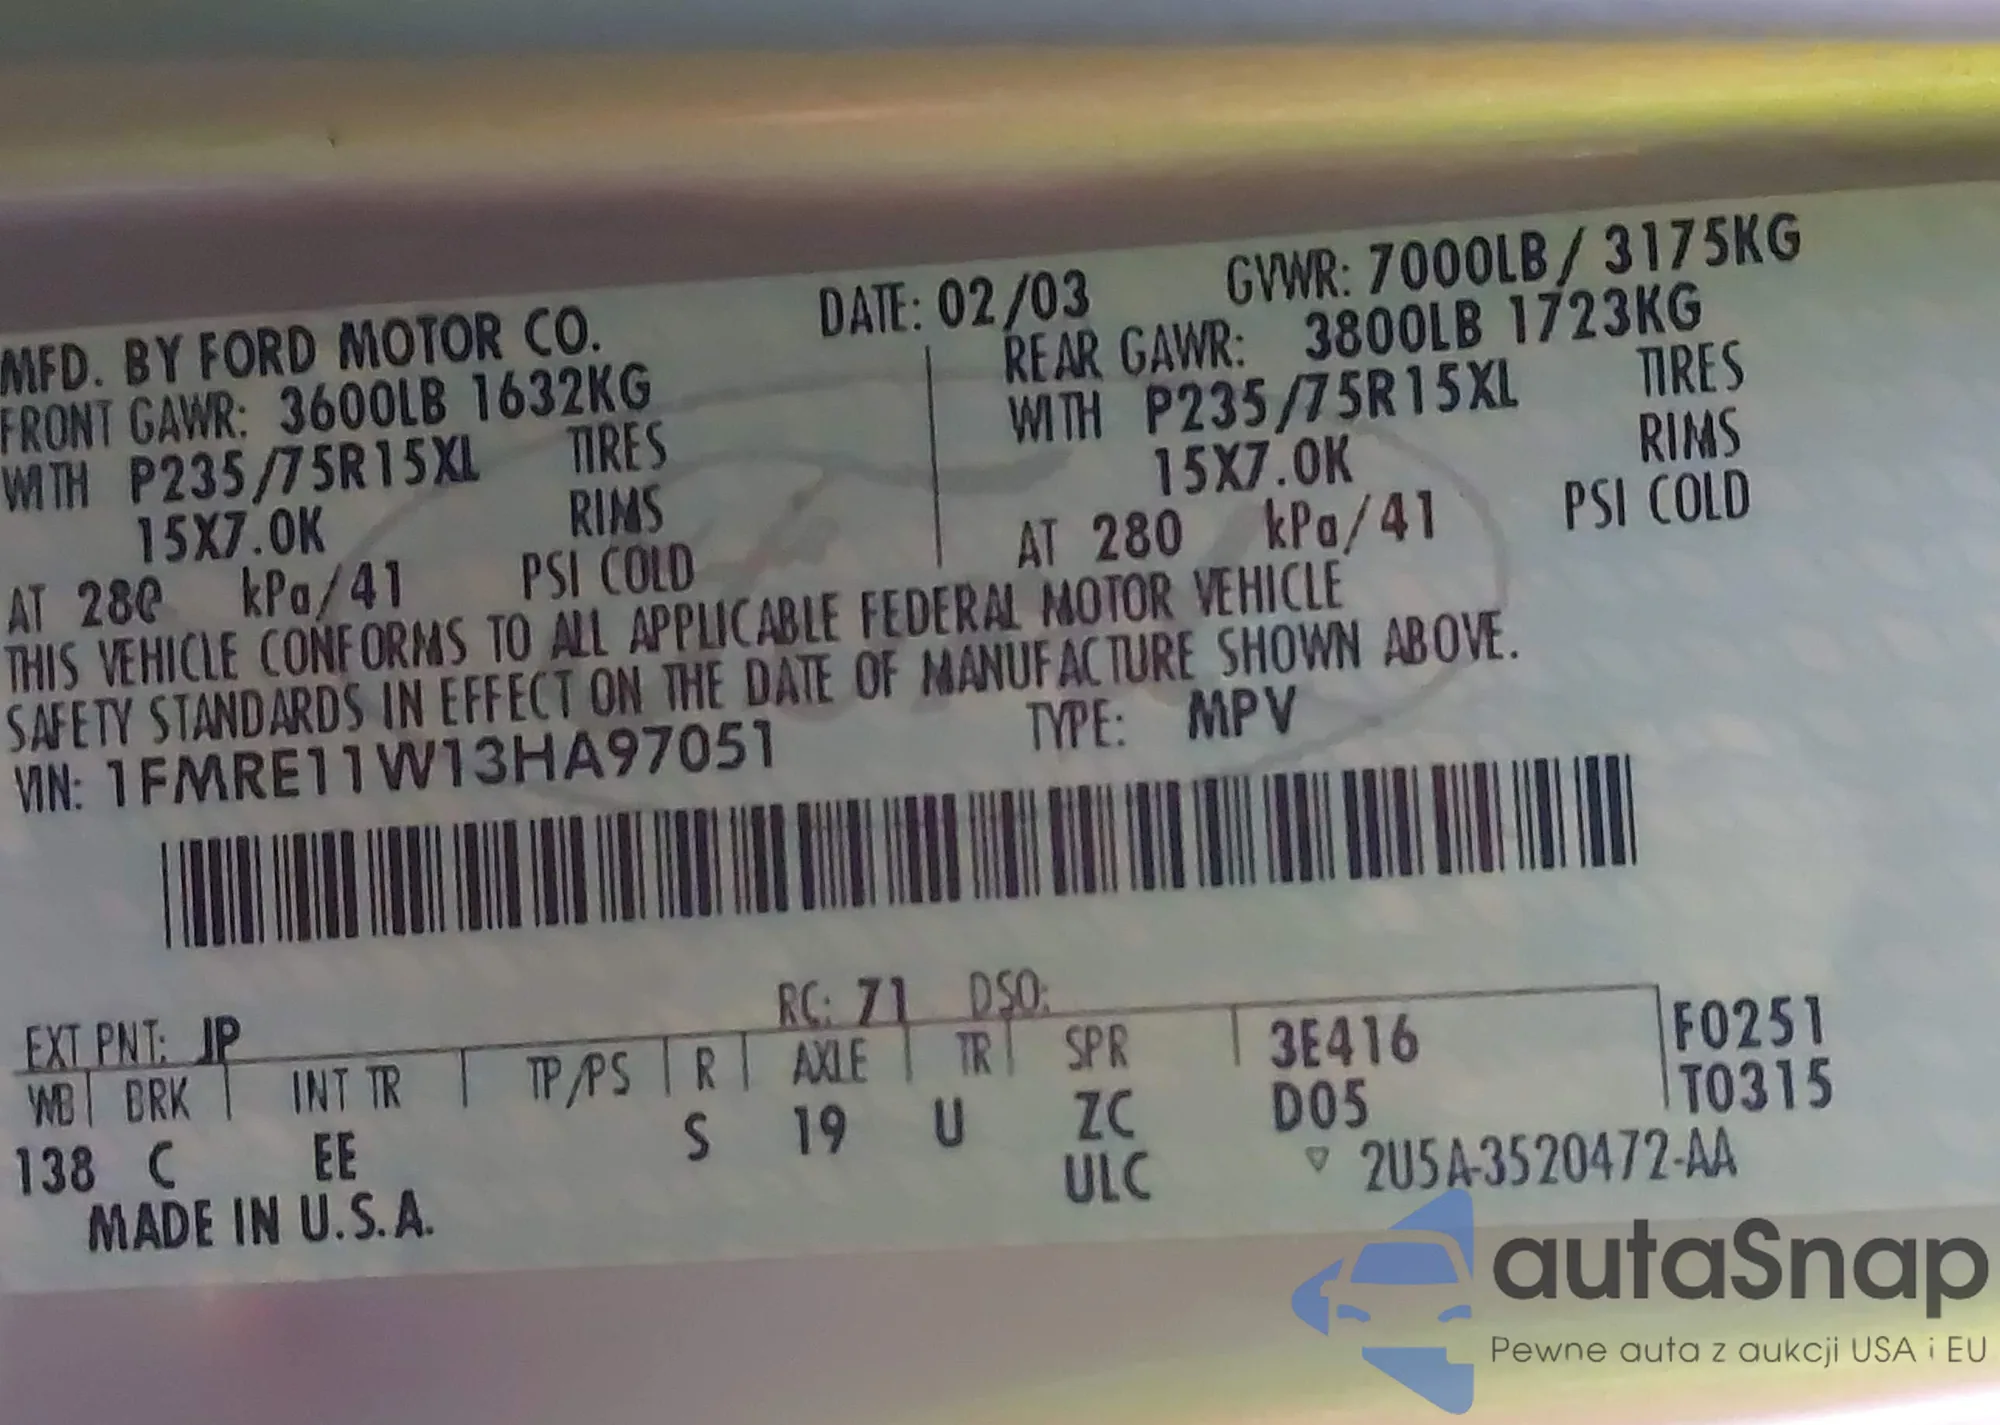 MFD. BY FORD MOTOR CO. DATE: 02/03 GVWR: 7000LB/ 3175KG
FRONT GAWR: 3600LB 1632KG REAR GAWR: 3800LB 1723KG
WITH P235/75R15XL TIRES WITH P235/75R15XL TIRES
15X7.0K RIMS 15X7.0K RIMS
AT 280 kPa/41 PSI COLD AT 280 kPa/41 PSI COLD
THIS VEHICLE CONFORMS TO ALL APPLICABLE FEDERAL MOTOR VEHICLE
SAFETY STANDARDS IN EFFECT ON THE DATE OF MANUFACTURE SHOWN ABOVE.
VIN: 1FMRE11W13HA97051 TYPE: MPV
EXT PNT: JP RC: 71 DSO: F0251
WB BRK INT TR TP/PS R AXLE TR SPR 3E416 T0315
138 C EE S 19 U ZC D05
ULC ▽ 2U5A-3520472-AA
MADE IN U.S.A.
autaSnap
Pewne auta z aukcji USA i EU